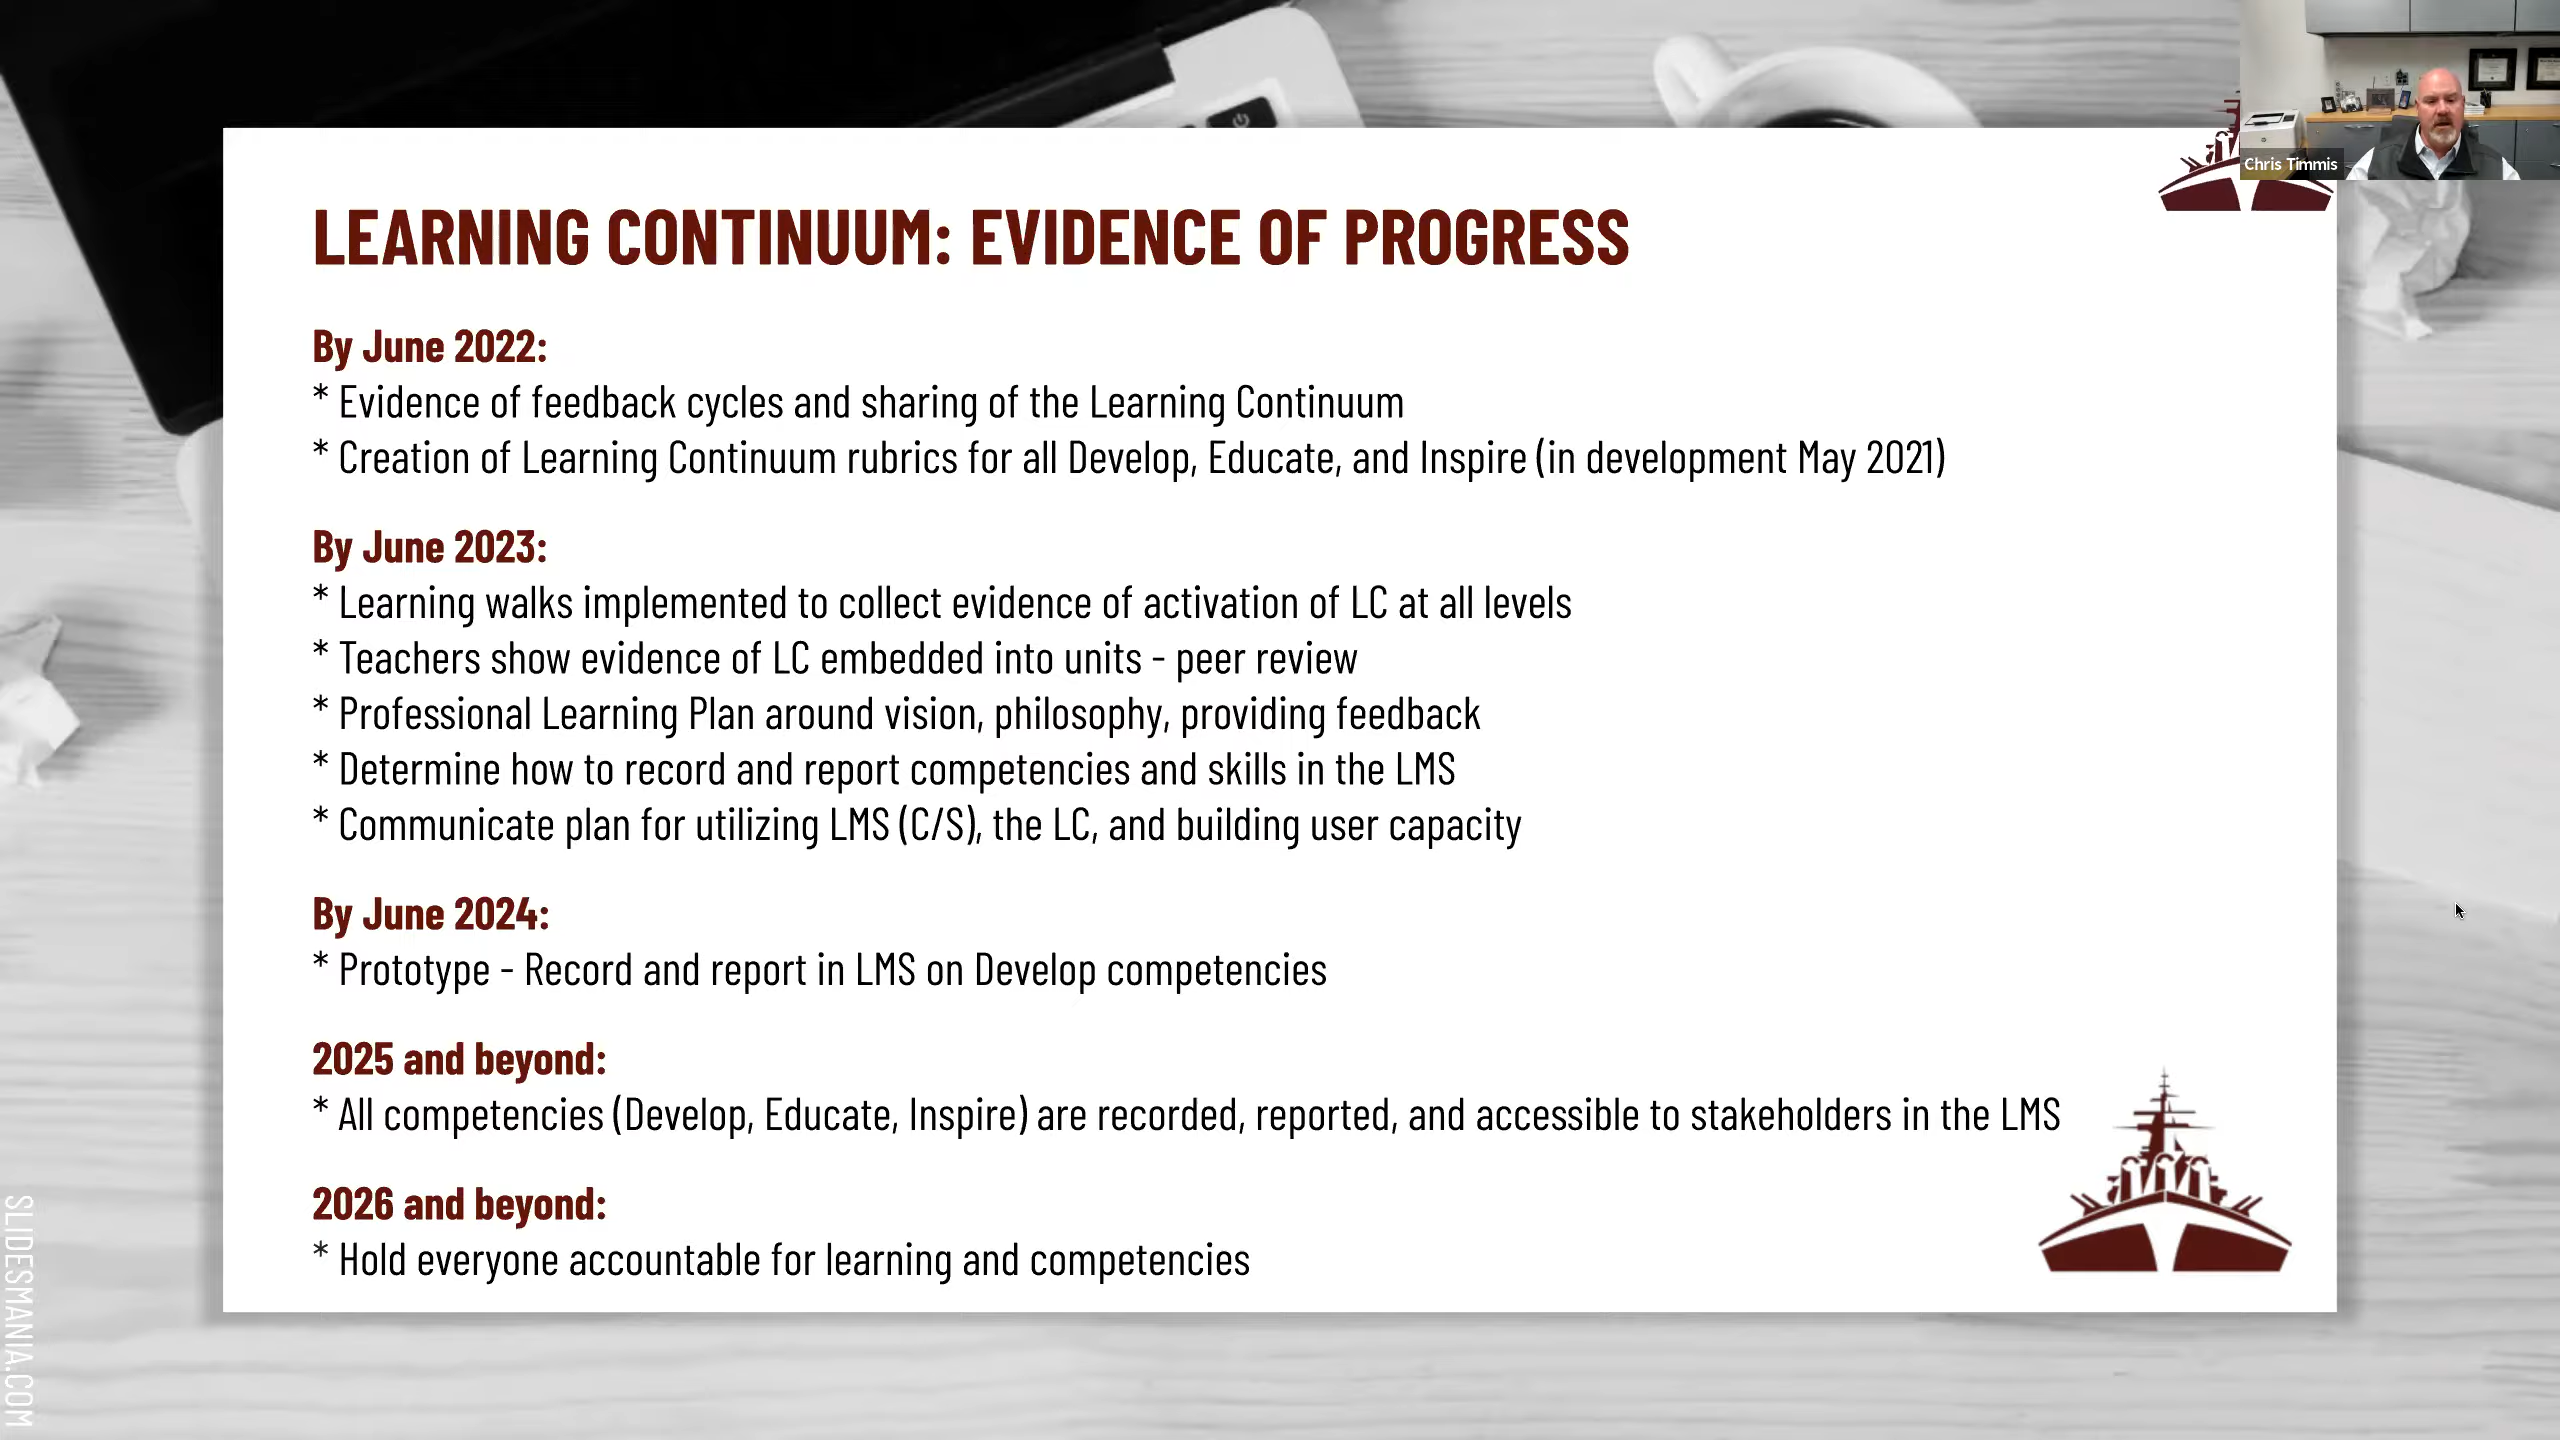 Chris Timmis
LEARNING CONTINUUM: EVIDENCE OF PROGRESS
By June 2022:
* Evidence of feedback cycles and sharing of the Learning Continuum
* Creation of Learning Continuum rubrics for all Develop, Educate, and Inspire (in development May 2021)
By June 2023:
* Learning walks implemented to collect evidence of activation of LC at all levels
* Teachers show evidence of LC embedded into units - peer review
* Professional Learning Plan around vision, philosophy, providing feedback
* Determine how to record and report competencies and skills in the LMS
* Communicate plan for utilizing LMS (C/S), the LC, and building user capacity
By June 2024:
* Prototype - Record and report in LMS on Develop competencies
2025 and beyond:
* All competencies (Develop, Educate, Inspire) are recorded, reported, and accessible to stakeholders in the LMS
2026 and beyond:
* Hold everyone accountable for learning and competencies
SLIDESMANIA.COM